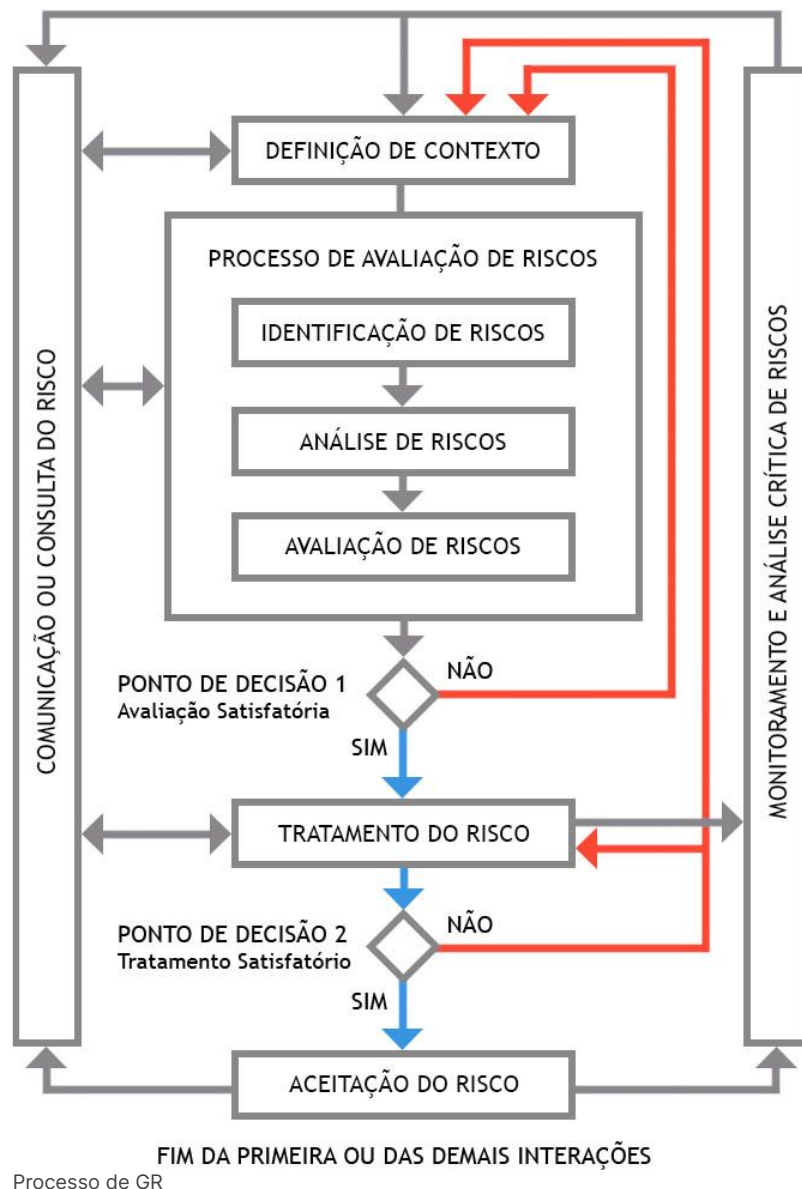 DEFINIÇÃO DE CONTEXTO
PROCESSO DE AVALIAÇÃO DE RISCOS
IDENTIFICAÇÃO DE RISCOS
ANÁLISE DE RISCOS
AVALIAÇÃO DE RISCOS
COMUNICAÇÃO OU CONSULTA DO RISCO
MONITORAMENTO E ANÁLISE CRÍTICA DE RISCOS
NÃO
PONTO DE DECISÃO 1
Avaliação Satisfatória
SIM
TRATAMENTO DO RISCO
NÃO
PONTO DE DECISÃO 2
Tratamento Satisfatório
SIM
ACEITAÇÃO DO RISCO
FIM DA PRIMEIRA OU DAS DEMAIS INTERAÇÕES
Processo de GR